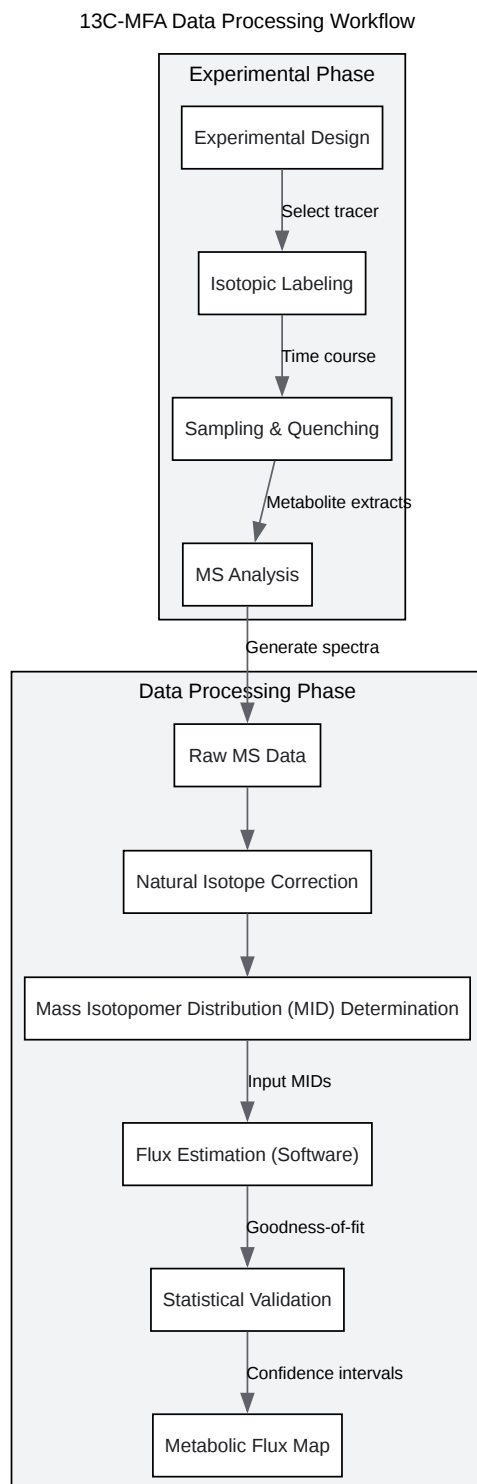 13C-MFA Data Processing Workflow
Experimental Phase
Experimental Design
Select tracer
Isotopic Labeling
Time course
Sampling & Quenching
Metabolite extracts
MS Analysis
Generate spectra
Data Processing Phase
Raw MS Data
Natural Isotope Correction
Mass Isotopomer Distribution (MID) Determination
Input MIDs
Flux Estimation (Software)
Goodness-of-fit
Statistical Validation
Confidence intervals
Metabolic Flux Map